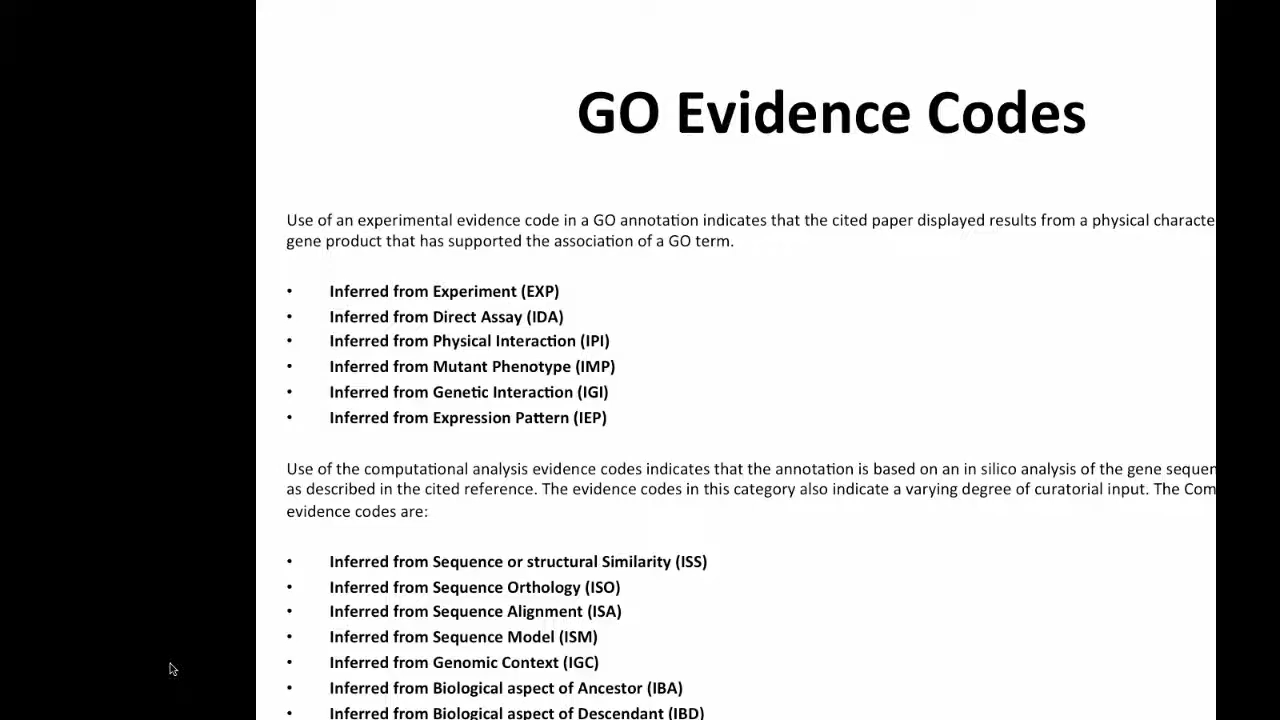 GO Evidence Codes
Use of an experimental evidence code in a GO annotation indicates that the cited paper displayed results from a physical
gene product that has supported the association of a GO term.
• Inferred from Experiment (EXP)
• Inferred from Direct Assay (IDA)
• Inferred from Physical Interaction (IPI)
• Inferred from Mutant Phenotype (IMP)
• Inferred from Genetic Interaction (IGI)
• Inferred from Expression Pattern (IEP)
Use of the computational analysis evidence codes indicates that the annotation is based on an in silico analysis of the gene
as described in the cited reference. The evidence codes in this category also indicate a varying degree of curatorial input. The
evidence codes are:
• Inferred from Sequence or structural Similarity (ISS)
• Inferred from Sequence Orthology (ISO)
• Inferred from Sequence Alignment (ISA)
• Inferred from Sequence Model (ISM)
• Inferred from Genomic Context (IGC)
• Inferred from Biological aspect of Ancestor (IBA)
• Inferred from Biological aspect of Descendant (IBD)